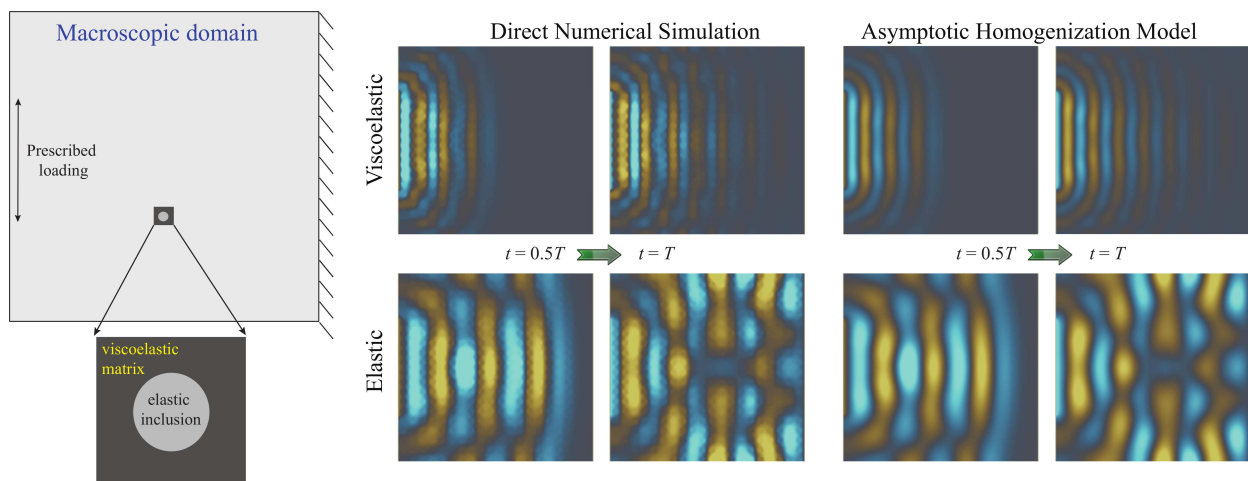 Macroscopic domain
Prescribed
loading
viscoelastic
matrix
elastic
inclusion
Direct Numerical Simulation
Asymptotic Homogenization Model
Viscoelastic
t = 0.5T
t = T
t = 0.5T
t = T
Elastic